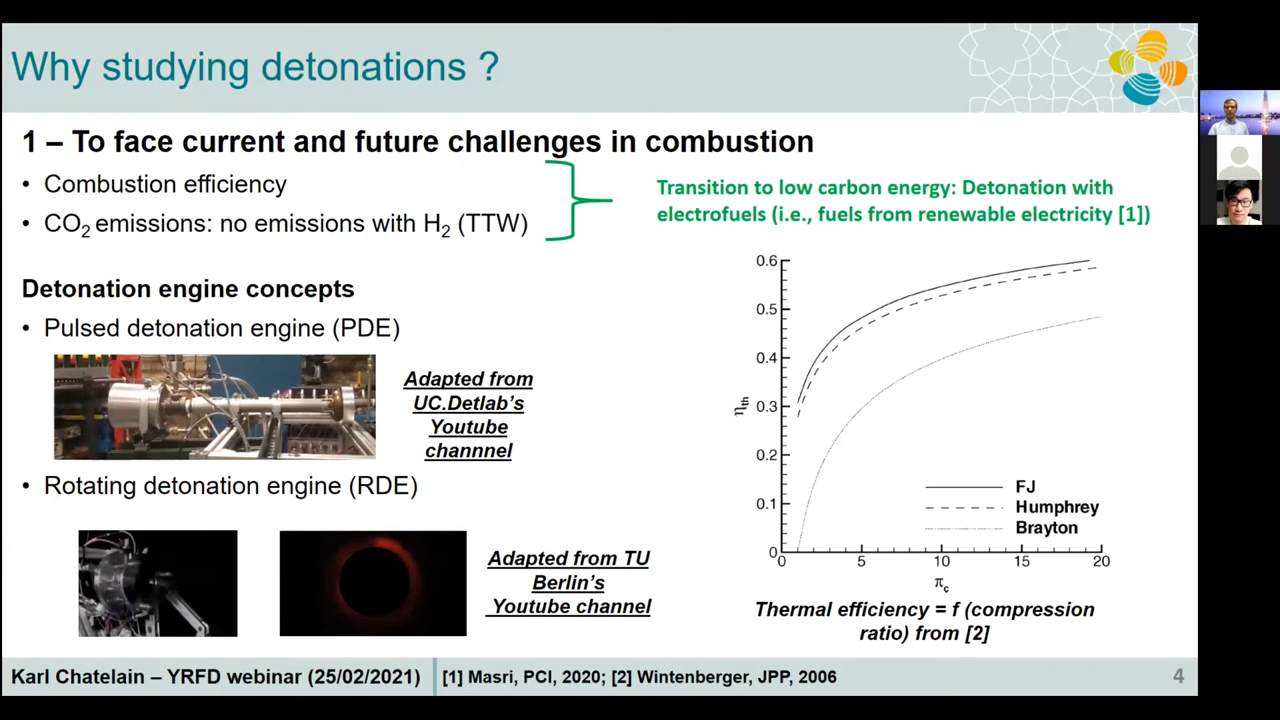 Why studying detonations ?
1 – To face current and future challenges in combustion
• Combustion efficiency
• CO2 emissions: no emissions with H2 (TTW)
Transition to low carbon energy: Detonation with
electrofuels (i.e., fuels from renewable electricity [1])
Detonation engine concepts
• Pulsed detonation engine (PDE)
Adapted from
UC.Detlab’s
Youtube
channnel
• Rotating detonation engine (RDE)
Adapted from TU
Berlin’s
Youtube channel
0.6
0.5
0.4
0.3
0.2
0.1
0
ηth
0 5 10 15 20
πc
FJ
Humphrey
Brayton
Thermal efficiency = f (compression
ratio) from [2]
Karl Chatelain – YRFD webinar (25/02/2021)
[1] Masri, PCI, 2020; [2] Wintenberger, JPP, 2006
4